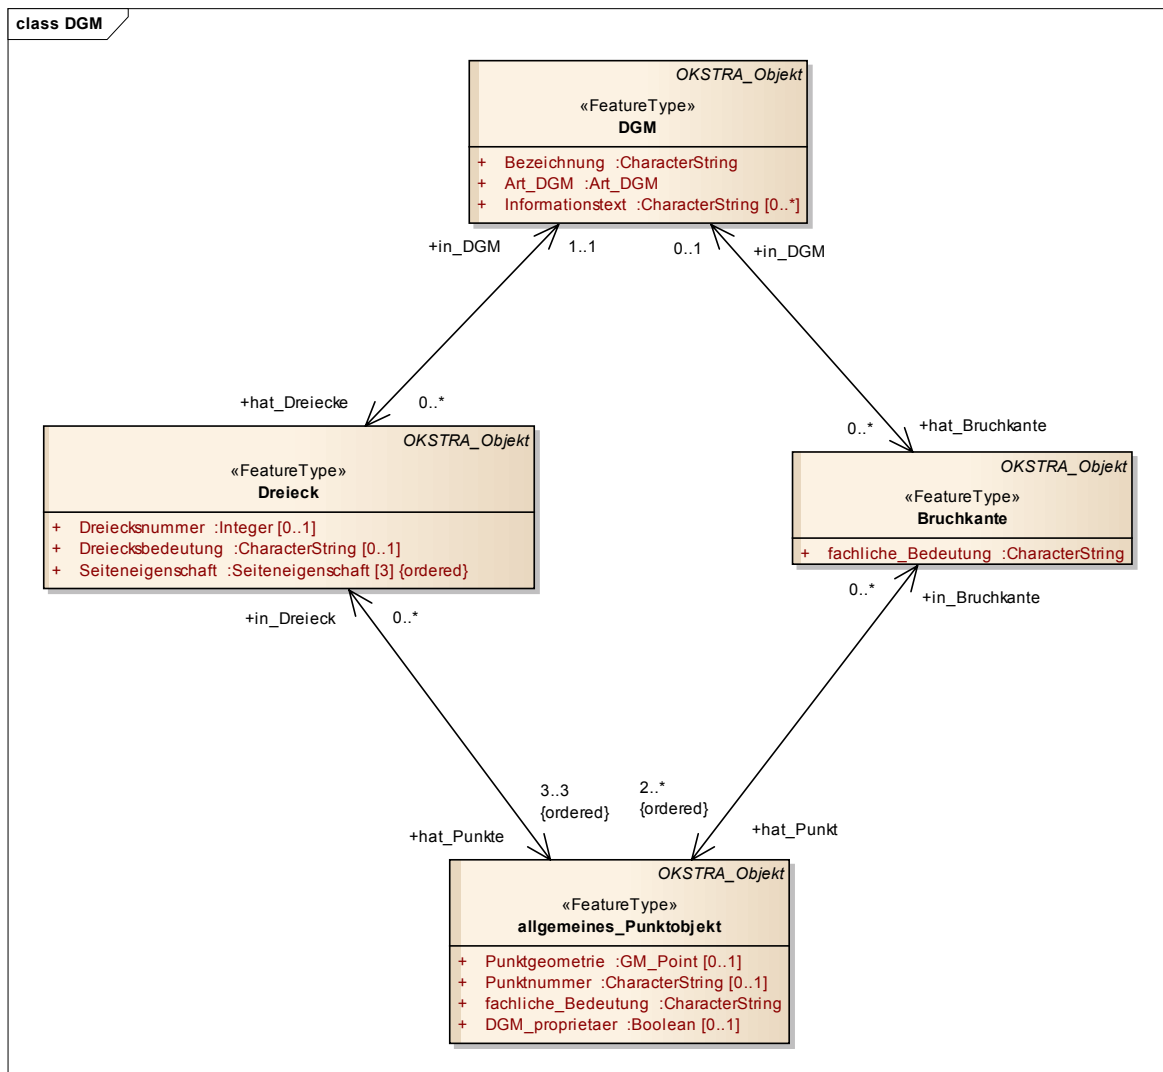 class DGM
OKSTRA_Objekt
«FeatureType»
DGM
+ Bezeichnung :CharacterString
+ Art_DGM :Art_DGM
+ Informationstext :CharacterString [0..*]
+in_DGM 1..1 0..1 +in_DGM
+hat_Dreiecke 0..*
0..* +hat_Bruchkante
OKSTRA_Objekt
«FeatureType»
Dreieck
+ Dreiecksnummer :Integer [0..1]
+ Dreiecksbedeutung :CharacterString [0..1]
+ Seiteneigenschaft :Seiteneigenschaft [3] {ordered}
OKSTRA_Objekt
«FeatureType»
Bruchkante
+ fachliche_Bedeutung :CharacterString
+in_Dreieck 0..*
0..* +in_Bruchkante
3..3
{ordered}
+hat_Punkte
2..*
{ordered}
+hat_Punkt
OKSTRA_Objekt
«FeatureType»
allgemeines_Punktobjekt
+ Punktgeometrie :GM_Point [0..1]
+ Punktnummer :CharacterString [0..1]
+ fachliche_Bedeutung :CharacterString
+ DGM_proprietaer :Boolean [0..1]